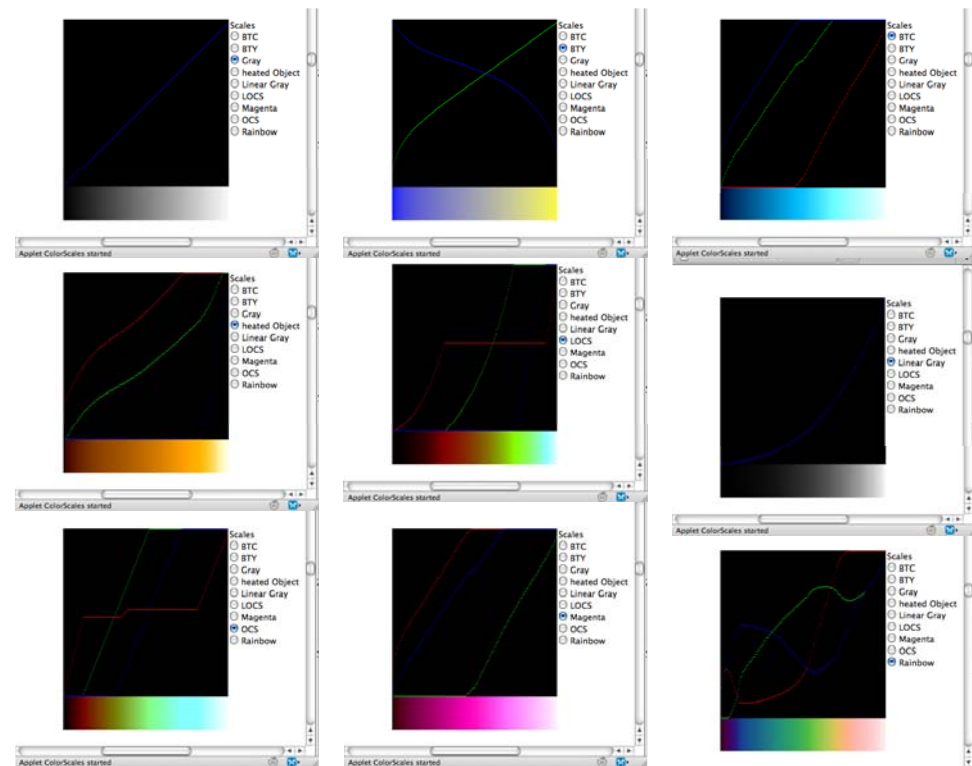 Scales
BTC
BTY
Gray
heated Object
Linear Gray
LOCS
Magenta
OCS
Rainbow
Applet ColorScales started
Scales
BTC
BTY
Gray
heated Object
Linear Gray
LOCS
Magenta
OCS
Rainbow
Applet ColorScales started
Scales
BTC
BTY
Gray
heated Object
Linear Gray
LOCS
Magenta
OCS
Rainbow
Applet ColorScales started
Scales
BTC
BTY
Gray
heated Object
Linear Gray
LOCS
Magenta
OCS
Rainbow
Applet ColorScales started
Scales
BTC
BTY
Gray
heated Object
Linear Gray
LOCS
Magenta
OCS
Rainbow
Applet ColorScales started
Scales
BTC
BTY
Gray
heated Object
Linear Gray
LOCS
Magenta
OCS
Rainbow
Applet ColorScales started
Scales
BTC
BTY
Gray
heated Object
Linear Gray
LOCS
Magenta
OCS
Rainbow
Applet ColorScales started
Scales
BTC
BTY
Gray
heated Object
Linear Gray
LOCS
Magenta
OCS
Rainbow
Applet ColorScales started
Scales
BTC
BTY
Gray
heated Object
Linear Gray
LOCS
Magenta
OCS
Rainbow